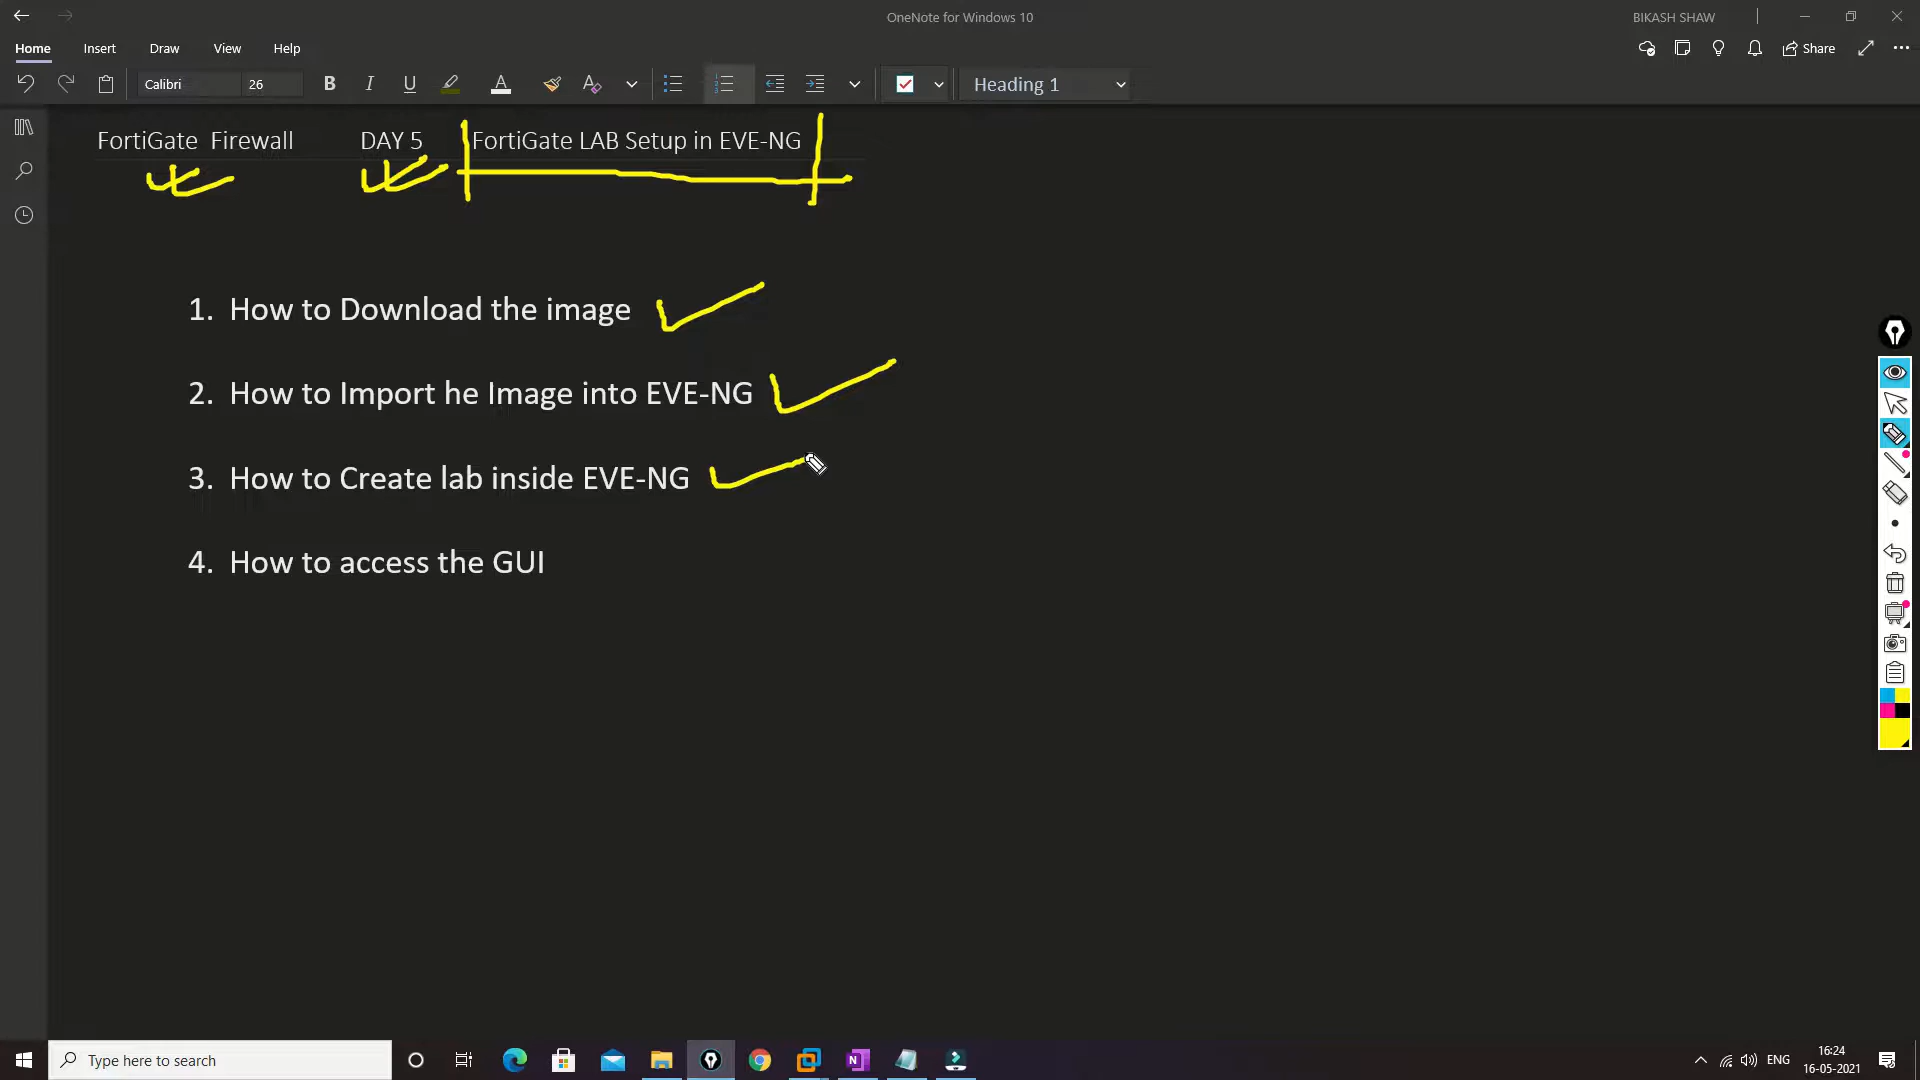 OneNote for Windows 10
BIKASH SHAW
Home Insert Draw View Help
Share
Calibri 26 B I U A A Heading 1
FortiGate Firewall DAY 5 FortiGate LAB Setup in EVE-NG
1. How to Download the image
2. How to Import he Image into EVE-NG
3. How to Create lab inside EVE-NG
4. How to access the GUI
Type here to search
ENG
16:24
16-05-2021